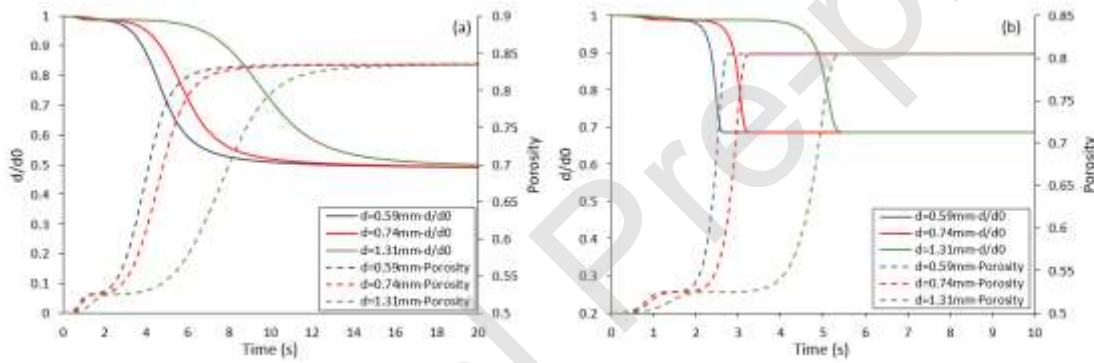 (a)
d/d0
1
0.9
0.8
0.7
0.6
0.5
0.4
0.3
0.2
0.1
0
0.9
0.85
0.8
0.75
0.7
0.65
0.6
0.55
0.5
Porosity
d=0.59mm-d/d0
d=0.74mm-d/d0
d=1.31mm-d/d0
d=0.59mm-Porosity
d=0.74mm-Porosity
d=1.31mm-Porosity
0 2 4 6 8 10 12 14 16 18 20
Time (s)
(b)
d/d0
1
0.9
0.8
0.7
0.6
0.5
0.4
0.3
0.2
0.85
0.8
0.75
0.7
0.65
0.6
0.55
0.5
Porosity
d=0.59mm-d/d0
d=0.74mm-d/d0
d=1.31mm-d/d0
d=0.59mm-Porosity
d=0.74mm-Porosity
d=1.31mm-Porosity
0 1 2 3 4 5 6 7 8 9 10
Time (s)
l Pre-p